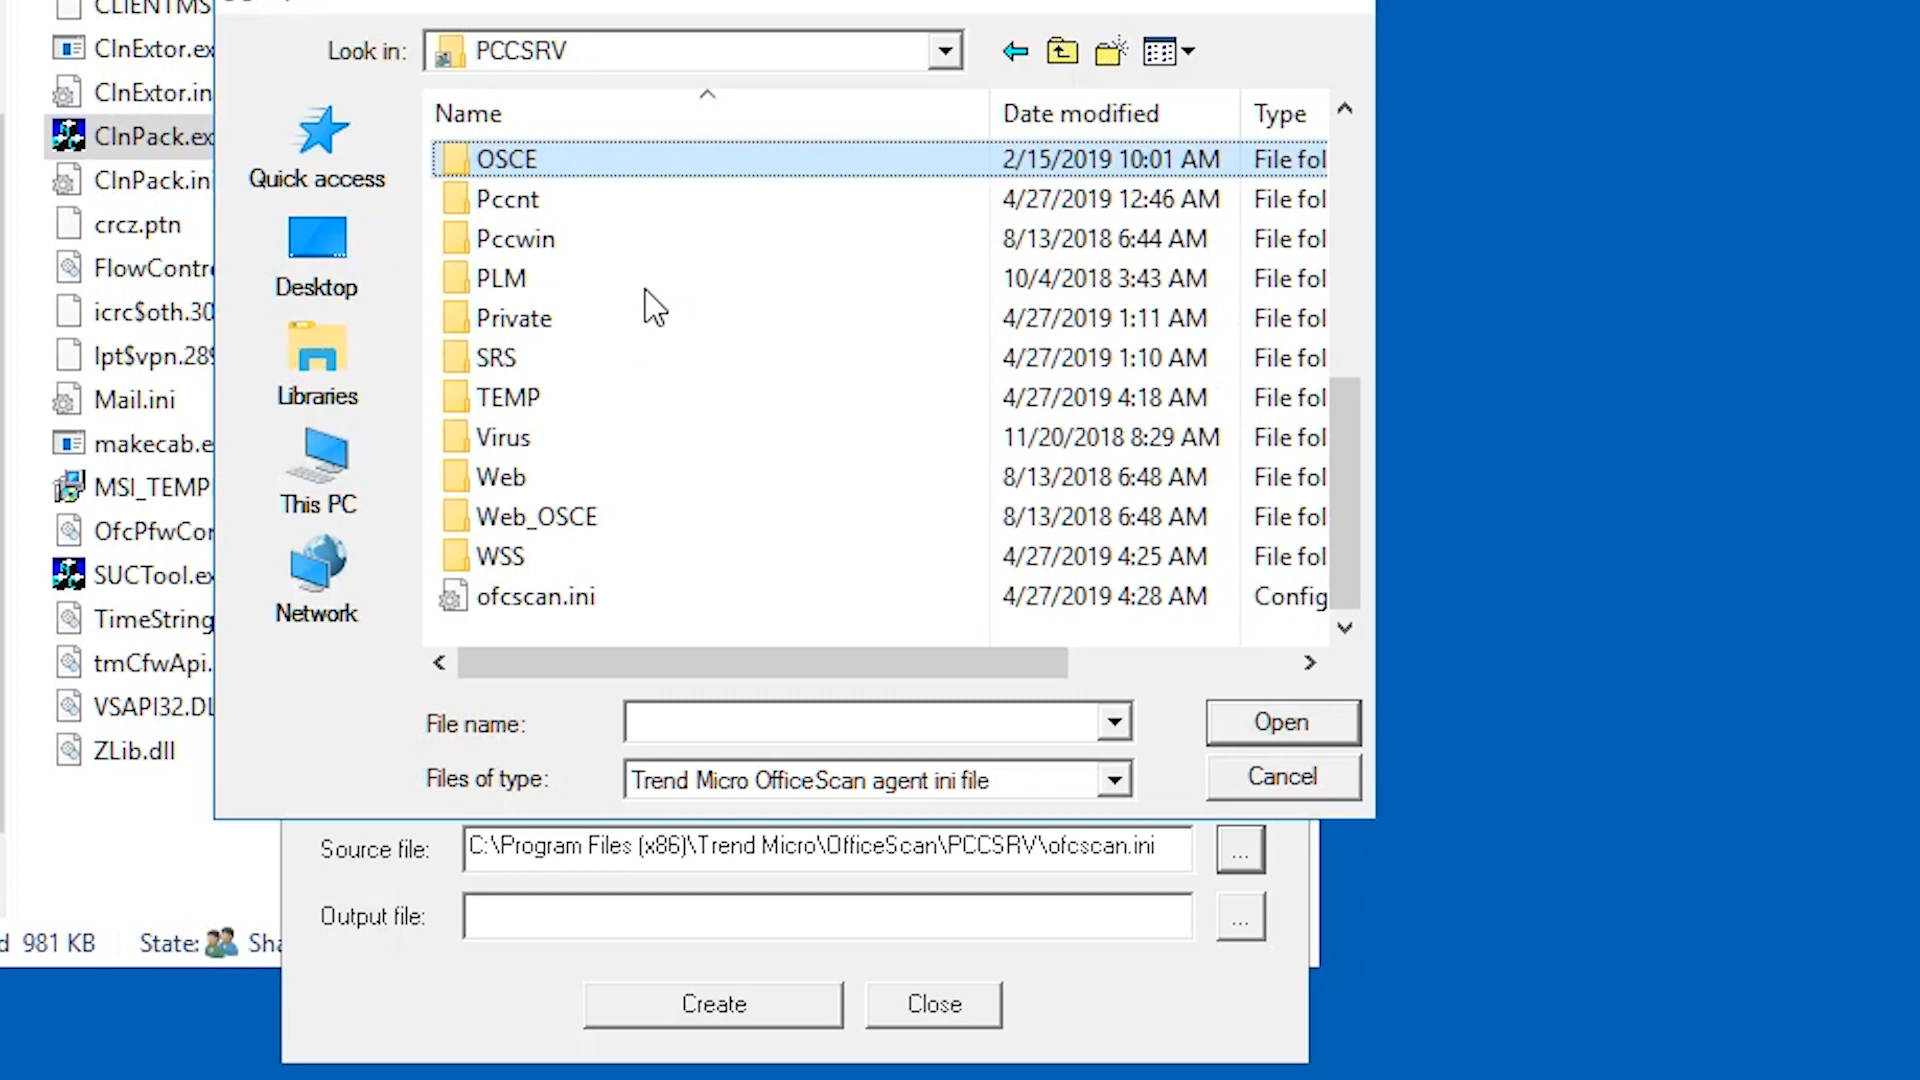 CLIENTMS
ClnExtor.ex
ClnExtor.in
ClnPack.ex
ClnPack.ini
crcz.ptn
FlowContro
icrc$oth.30
lpt$vpn.289
Mail.ini
makecab.e
MSI_TEMP
OfcPfwCor
SUCTool.ex
TimeString
tmCfwApi.
VSAPI32.DL
ZLib.dll
d 981 KB State: Sha
Look in: PCCSRV
Quick access
Desktop
Libraries
This PC
Network
Name Date modified Type
OSCE 2/15/2019 10:01 AM File fol
Pccnt 4/27/2019 12:46 AM File fol
Pccwin 8/13/2018 6:44 AM File fol
PLM 10/4/2018 3:43 AM File fol
Private 4/27/2019 1:11 AM File fol
SRS 4/27/2019 1:10 AM File fol
TEMP 4/27/2019 4:18 AM File fol
Virus 11/20/2018 8:29 AM File fol
Web 8/13/2018 6:48 AM File fol
Web_OSCE 8/13/2018 6:48 AM File fol
WSS 4/27/2019 4:25 AM File fol
ofcscan.ini 4/27/2019 4:28 AM Config
File name: Open
Files of type: Trend Micro OfficeScan agent ini file Cancel
Source file: C:\Program Files (x86)\Trend Micro\OfficeScan\PCCSRV\ofcscan.ini ...
Output file: ...
Create Close